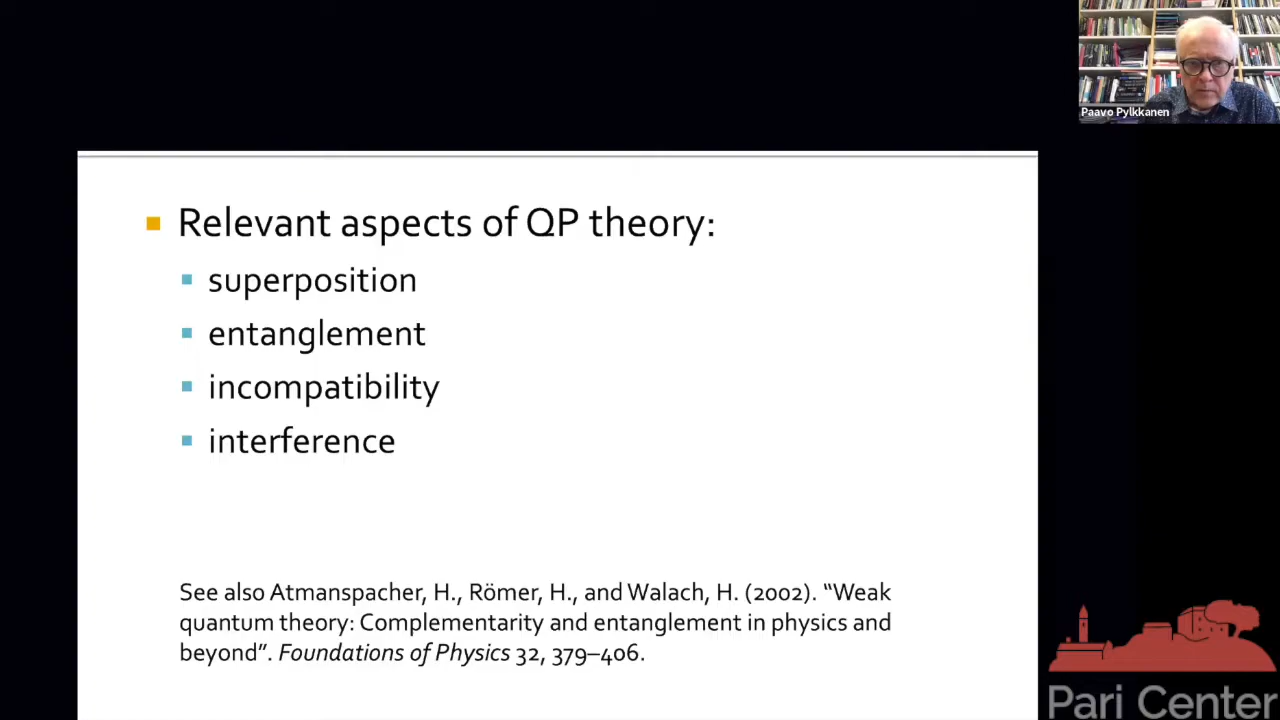 Paavo Pylkkanen
Relevant aspects of QP theory:
superposition
entanglement
incompatibility
interference
See also Atmanspacher, H., Römer, H., and Walach, H. (2002). “Weak
quantum theory: Complementarity and entanglement in physics and
beyond”. Foundations of Physics 32, 379–406.
Pari Center